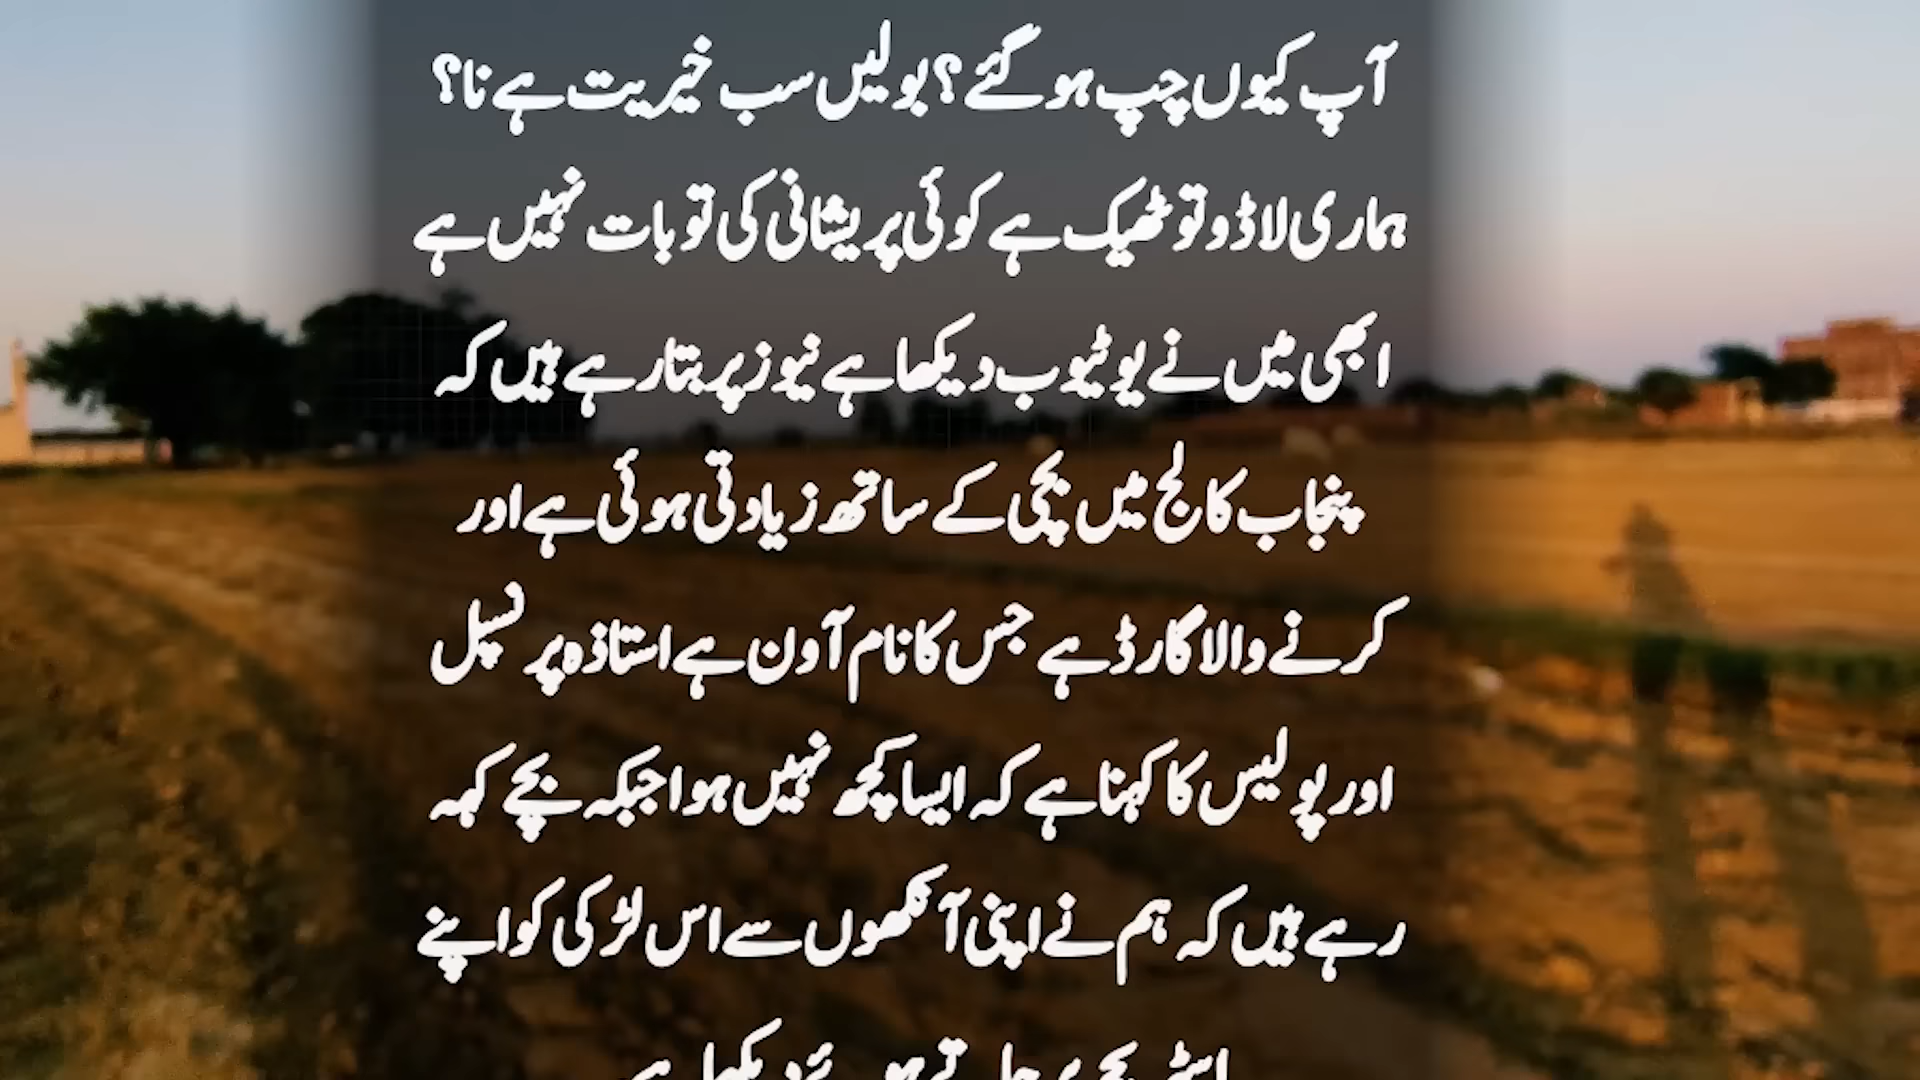 آپ کیوں چپ ہو گئے؟ بولیں سب خیریت ہے نا؟
ہماری لاڈو تو ٹھیک ہے کوئی پریشانی کی تو بات نہیں ہے
ابھی میں نے یوٹیوب دیکھا ہے نیوز پر بتا رہے ہیں کہ
پنجاب کالج میں بچی کے ساتھ زیادتی ہوئی ہے اور
کرنے والا گارڈ ہے جس کا نام آون ہے استاذہ پرنسپل
اور پولیس کا کہنا ہے کہ ایسا کچھ نہیں ہوا جبکہ بچے کہہ
رہے ہیں کہ ہم نے اپنی آنکھوں سے اس لڑکی کو اپنے